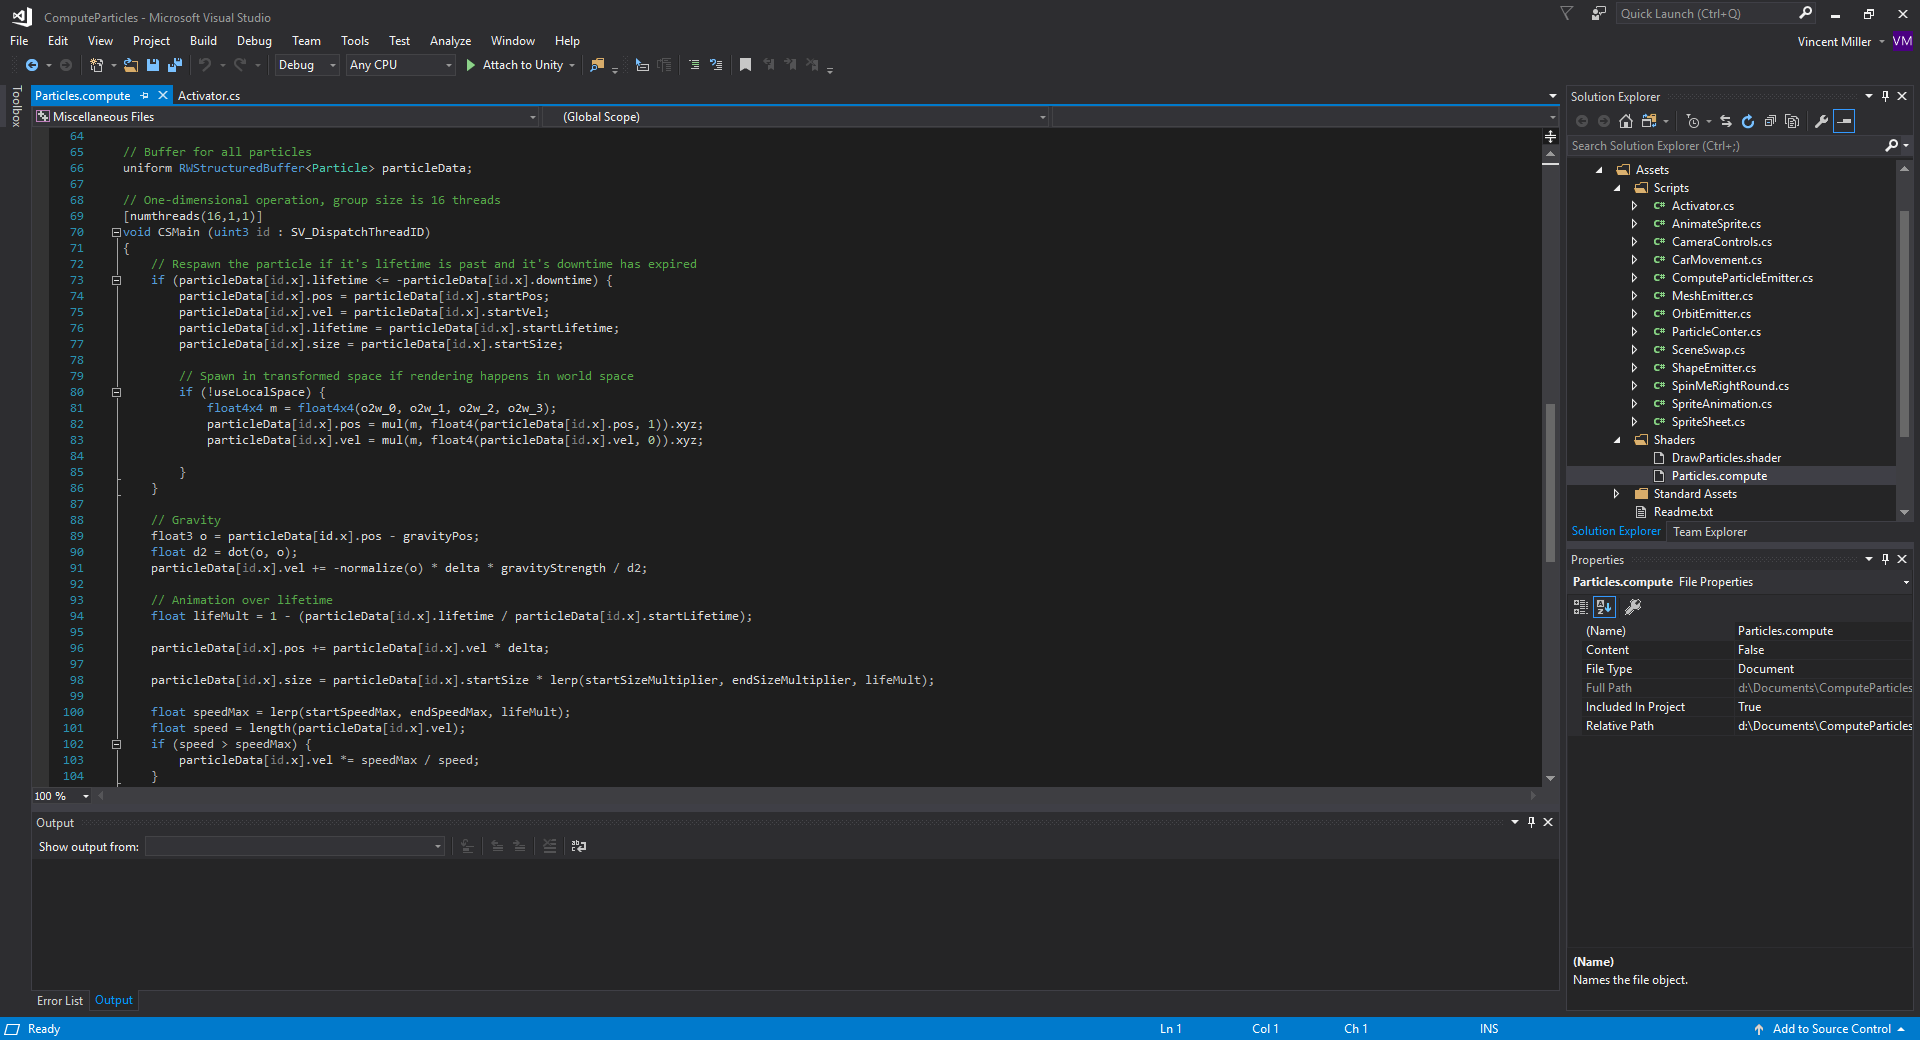 ComputeParticles - Microsoft Visual Studio
Quick Launch (Ctrl+Q)
File Edit View Project Build Debug Team Tools Test Analyze Window Help
Vincent Miller VM
Debug Any CPU Attach to Unity
Toolbox
Particles.compute Activator.cs
Miscellaneous Files (Global Scope)
64
65 // Buffer for all particles
66 uniform RWStructuredBuffer<Particle> particleData;
67
68 // One-dimensional operation, group size is 16 threads
69 [numthreads(16,1,1)]
70 void CSMain (uint3 id : SV_DispatchThreadID)
71 {
72 // Respawn the particle if it's lifetime is past and it's downtime has expired
73 if (particleData[id.x].lifetime <= -particleData[id.x].downtime) {
74 particleData[id.x].pos = particleData[id.x].startPos;
75 particleData[id.x].vel = particleData[id.x].startVel;
76 particleData[id.x].lifetime = particleData[id.x].startLifetime;
77 particleData[id.x].size = particleData[id.x].startSize;
78
79 // Spawn in transformed space if rendering happens in world space
80 if (!useLocalSpace) {
81 float4x4 m = float4x4(o2w_0, o2w_1, o2w_2, o2w_3);
82 particleData[id.x].pos = mul(m, float4(particleData[id.x].pos, 1)).xyz;
83 particleData[id.x].vel = mul(m, float4(particleData[id.x].vel, 0)).xyz;
84
85 }
86 }
87
88 // Gravity
89 float3 o = particleData[id.x].pos - gravityPos;
90 float d2 = dot(o, o);
91 particleData[id.x].vel += -normalize(o) * delta * gravityStrength / d2;
92
93 // Animation over lifetime
94 float lifeMult = 1 - (particleData[id.x].lifetime / particleData[id.x].startLifetime);
95
96 particleData[id.x].pos += particleData[id.x].vel * delta;
97
98 particleData[id.x].size = particleData[id.x].startSize * lerp(startSizeMultiplier, endSizeMultiplier, lifeMult);
99
100 float speedMax = lerp(startSpeedMax, endSpeedMax, lifeMult);
101 float speed = length(particleData[id.x].vel);
102 if (speed > speedMax) {
103 particleData[id.x].vel *= speedMax / speed;
104 }
100 %
Output
Show output from:
Error List Output
Solution Explorer
Search Solution Explorer (Ctrl+;)
Assets
Scripts
C# Activator.cs
C# AnimateSprite.cs
C# CameraControls.cs
C# CarMovement.cs
C# ComputeParticleEmitter.cs
C# MeshEmitter.cs
C# OrbitEmitter.cs
C# ParticleConter.cs
C# SceneSwap.cs
C# ShapeEmitter.cs
C# SpinMeRightRound.cs
C# SpriteAnimation.cs
C# SpriteSheet.cs
Shaders
DrawParticles.shader
Particles.compute
Standard Assets
Readme.txt
Solution Explorer Team Explorer
Properties
Particles.compute File Properties
(Name) Particles.compute
Content False
File Type Document
Full Path d:\Documents\ComputeParticles
Included In Project True
Relative Path d:\Documents\ComputeParticles
(Name)
Names the file object.
Ready Ln 1 Col 1 Ch 1 INS Add to Source Control